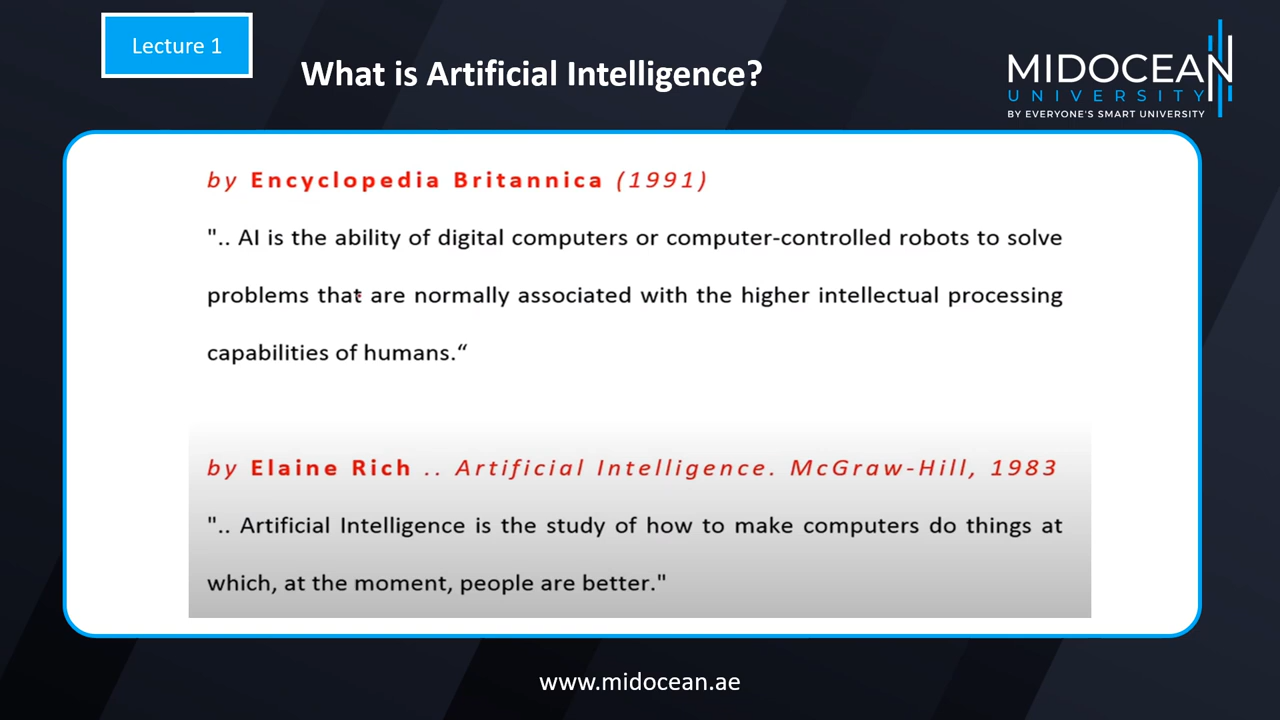 Lecture 1
What is Artificial Intelligence?
MIDOCEAN
UNIVERSITY
BY EVERYONE'S SMART UNIVERSITY
by Encyclopedia Britannica (1991)
".. AI is the ability of digital computers or computer-controlled robots to solve
problems that are normally associated with the higher intellectual processing
capabilities of humans.“
by Elaine Rich .. Artificial Intelligence. McGraw-Hill, 1983
".. Artificial Intelligence is the study of how to make computers do things at
which, at the moment, people are better."
www.midocean.ae